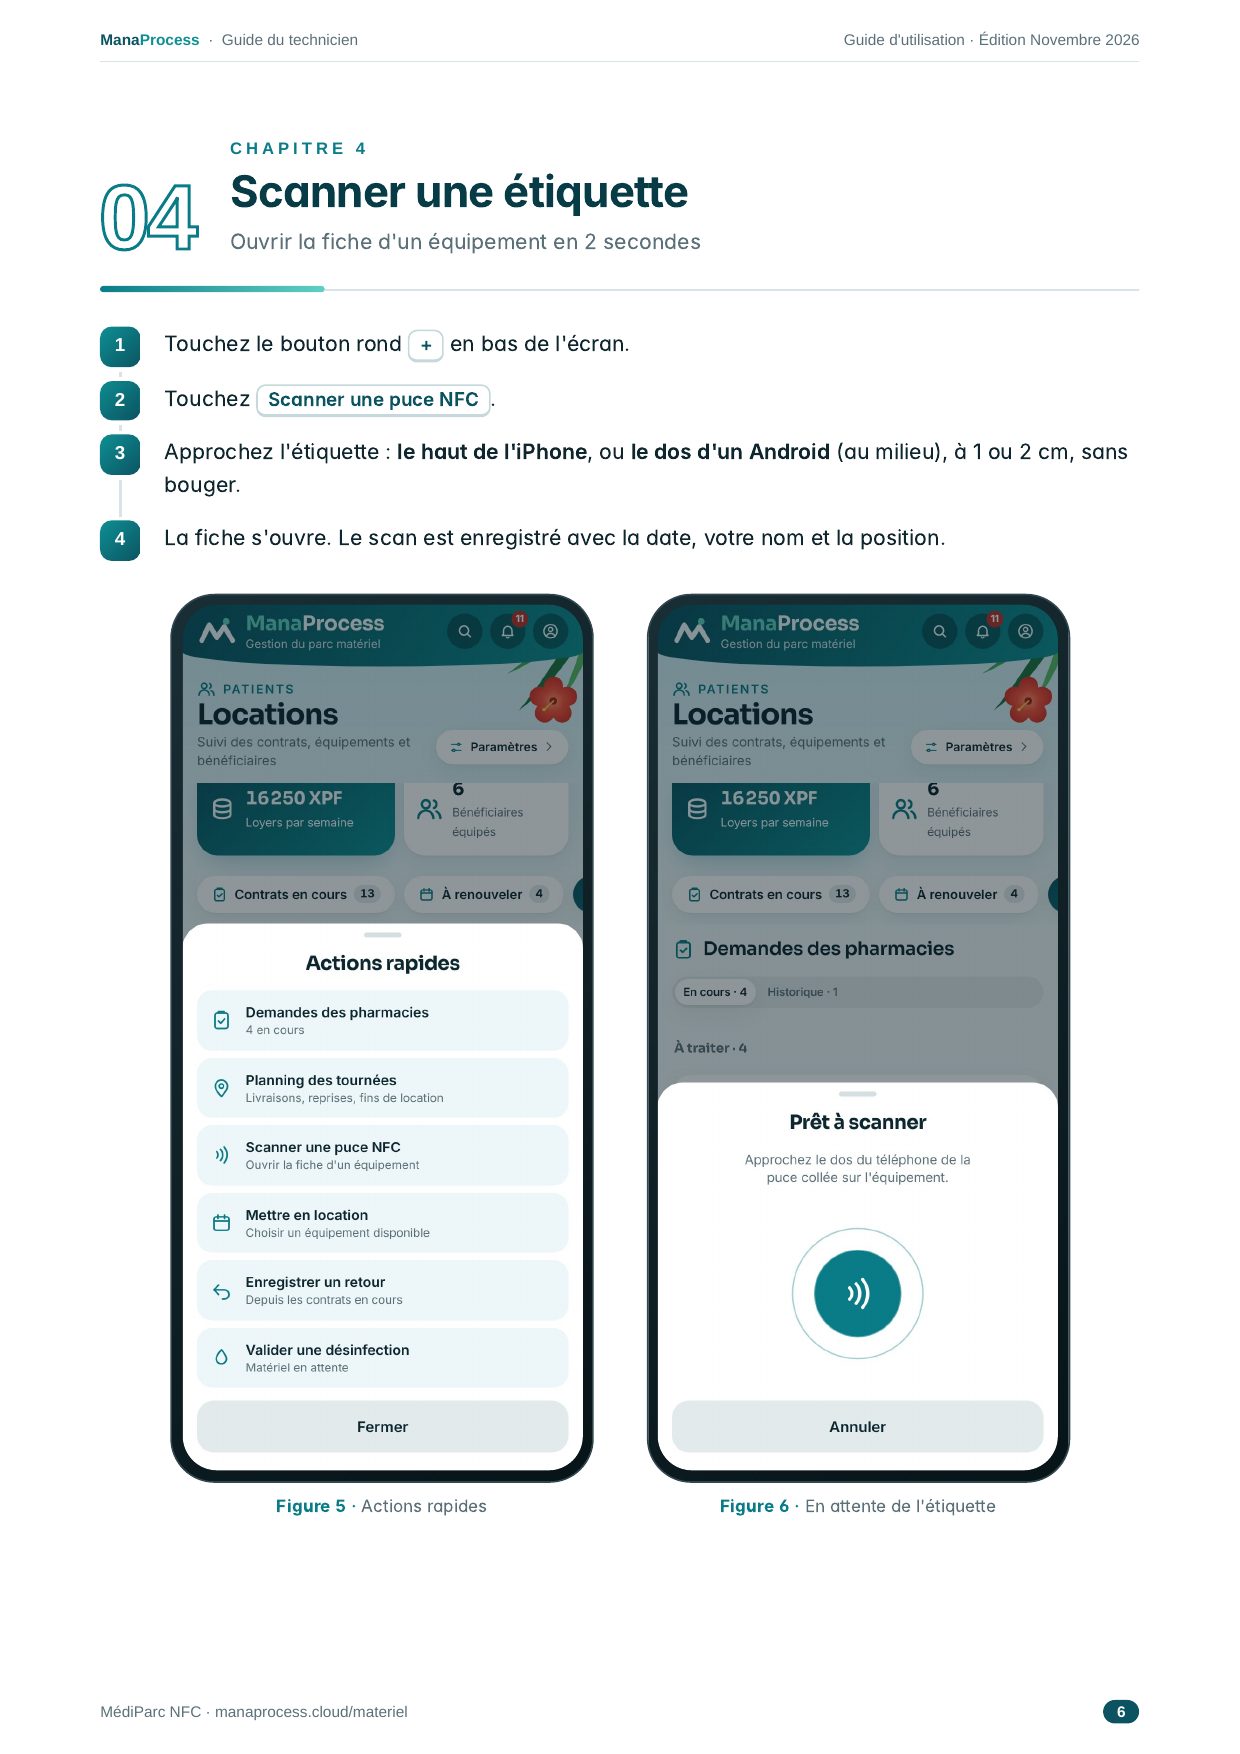 ManaProcess · Guide du technicien
Guide d'utilisation · Édition Novembre 2026
CHAPITRE 4
04
Scanner une étiquette
Ouvrir la fiche d'un équipement en 2 secondes
1 Touchez le bouton rond + en bas de l'écran.
2 Touchez Scanner une puce NFC.
3 Approchez l'étiquette : le haut de l'iPhone, ou le dos d'un Android (au milieu), à 1 ou 2 cm, sans
bouger.
4 La fiche s'ouvre. Le scan est enregistré avec la date, votre nom et la position.
ManaProcess
Gestion du parc matériel
11
PATIENTS
Locations
Suivi des contrats, équipements et
bénéficiaires
Paramètres
16 250 XPF
Loyers par semaine
6
Bénéficiaires
équipés
Contrats en cours 13
À renouveler 4
Actions rapides
Demandes des pharmacies
4 en cours
Planning des tournées
Livraisons, reprises, fins de location
Scanner une puce NFC
Ouvrir la fiche d'un équipement
Mettre en location
Choisir un équipement disponible
Enregistrer un retour
Depuis les contrats en cours
Valider une désinfection
Matériel en attente
Fermer
Figure 5 · Actions rapides
ManaProcess
Gestion du parc matériel
11
PATIENTS
Locations
Suivi des contrats, équipements et
bénéficiaires
Paramètres
16 250 XPF
Loyers par semaine
6
Bénéficiaires
équipés
Contrats en cours 13
À renouveler 4
Demandes des pharmacies
En cours · 4
Historique · 1
À traiter · 4
Prêt à scanner
Approchez le dos du téléphone de la
puce collée sur l'équipement.
Annuler
Figure 6 · En attente de l'étiquette
MédiParc NFC · manaprocess.cloud/materiel
6